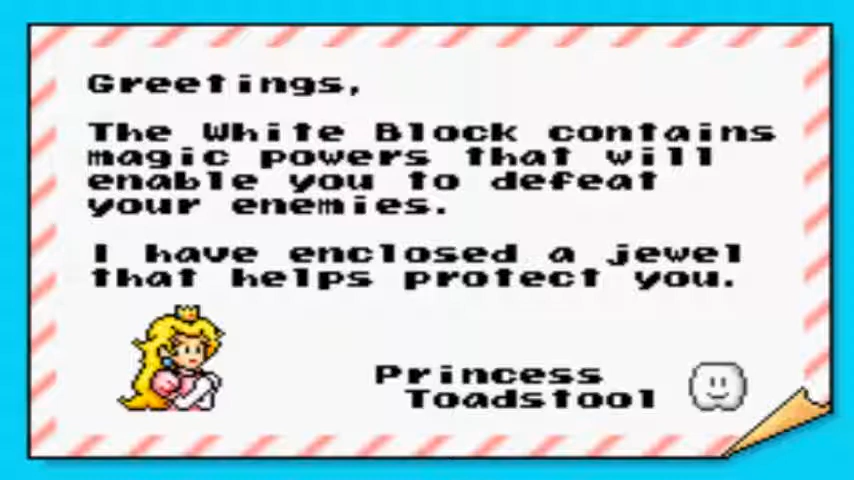 Greetings,
The White Block contains
magic powers that will
enable you to defeat
your enemies.
I have enclosed a jewel
that helps protect you.
Princess
Toadstool